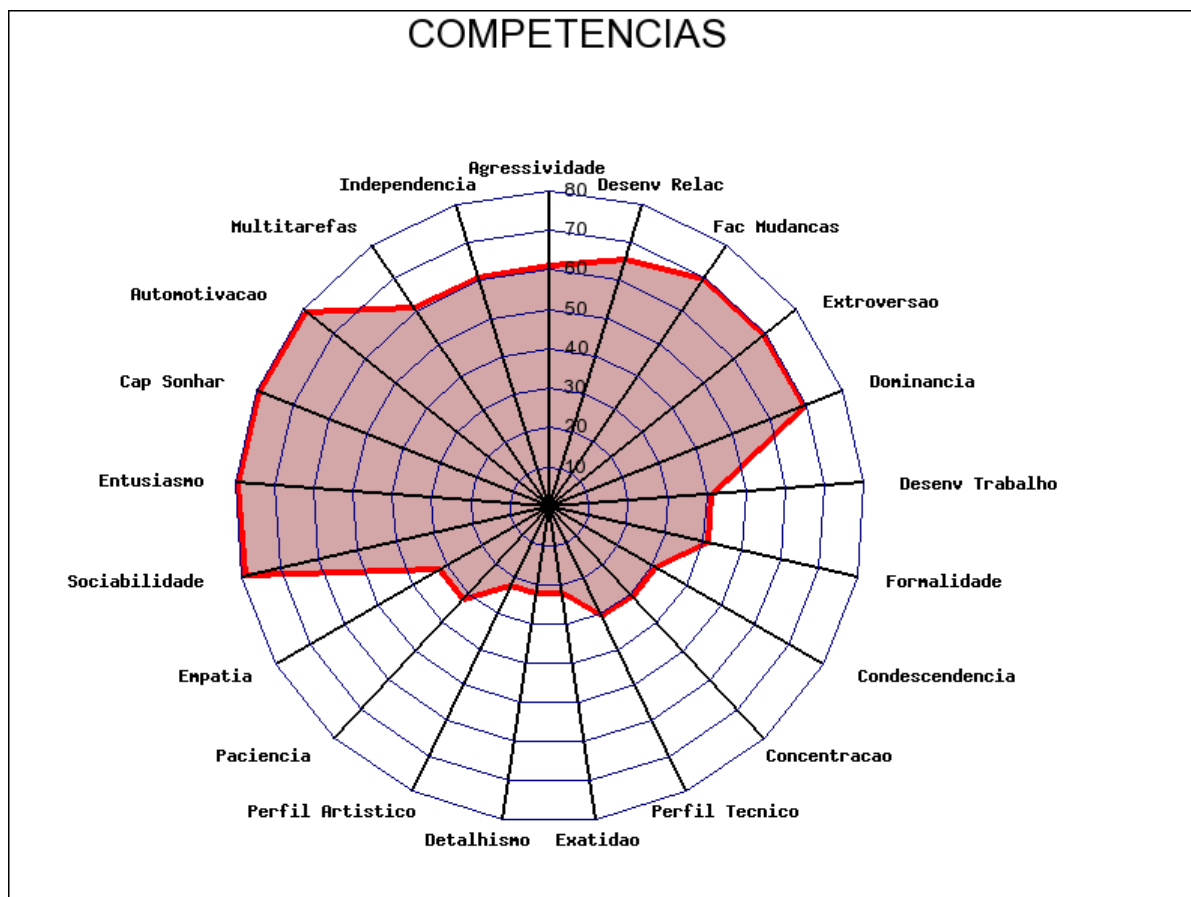 COMPETENCIAS
Agressividade
Independencia
Desenv Relac
Multitarefas
Fac Mudancas
Automotivacao
Extroversao
Cap Sonhar
Dominancia
Entusiasmo
Desenv Trabalho
Sociabilidade
Formalidade
Empatia
Condescendencia
Paciencia
Concentracao
Perfil Artistico
Perfil Tecnico
Detalhismo
Exatidao
80
70
60
50
40
30
20
10